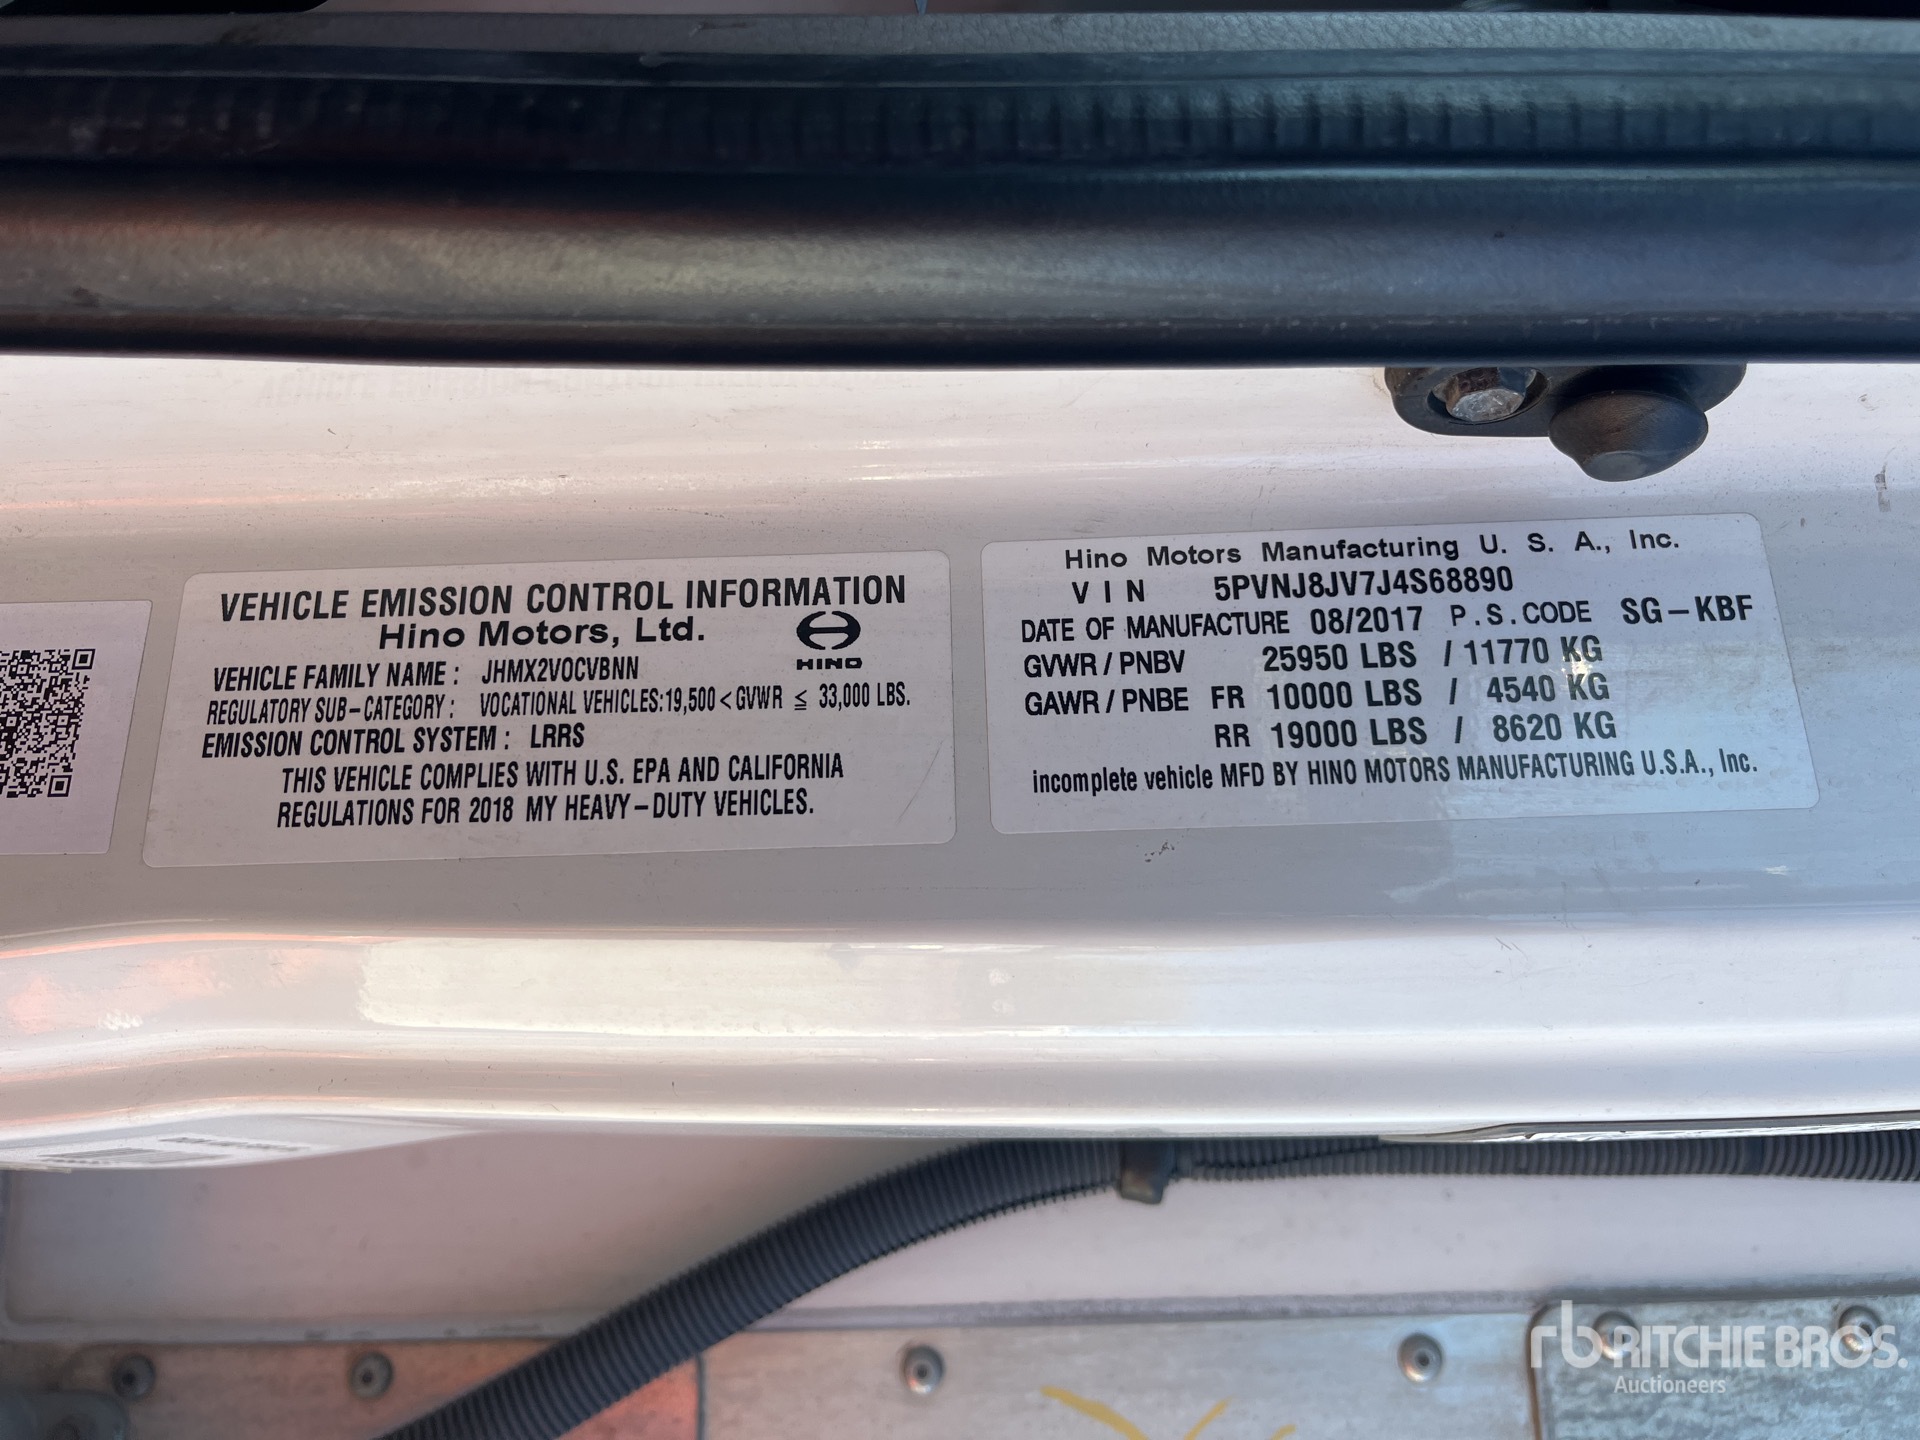 VEHICLE EMISSION CONTROL INFORMATION
Hino Motors, Ltd.
HINO
VEHICLE FAMILY NAME : JHMX2VOCVBNN
REGULATORY SUB-CATEGORY : VOCATIONAL VEHICLES:19,500<GVWR ≦ 33,000 LBS.
EMISSION CONTROL SYSTEM : LRRS
THIS VEHICLE COMPLIES WITH U.S. EPA AND CALIFORNIA
REGULATIONS FOR 2018 MY HEAVY-DUTY VEHICLES.
Hino Motors Manufacturing U. S. A., Inc.
VIN 5PVNJ8JV7J4S68890
DATE OF MANUFACTURE 08/2017 P.S.CODE SG-KBF
GVWR / PNBV 25950 LBS / 11770 KG
GAWR / PNBE FR 10000 LBS / 4540 KG
RR 19000 LBS / 8620 KG
incomplete vehicle MFD BY HINO MOTORS MANUFACTURING U.S.A., Inc.
rb RITCHIE BROS.
Auctioneers